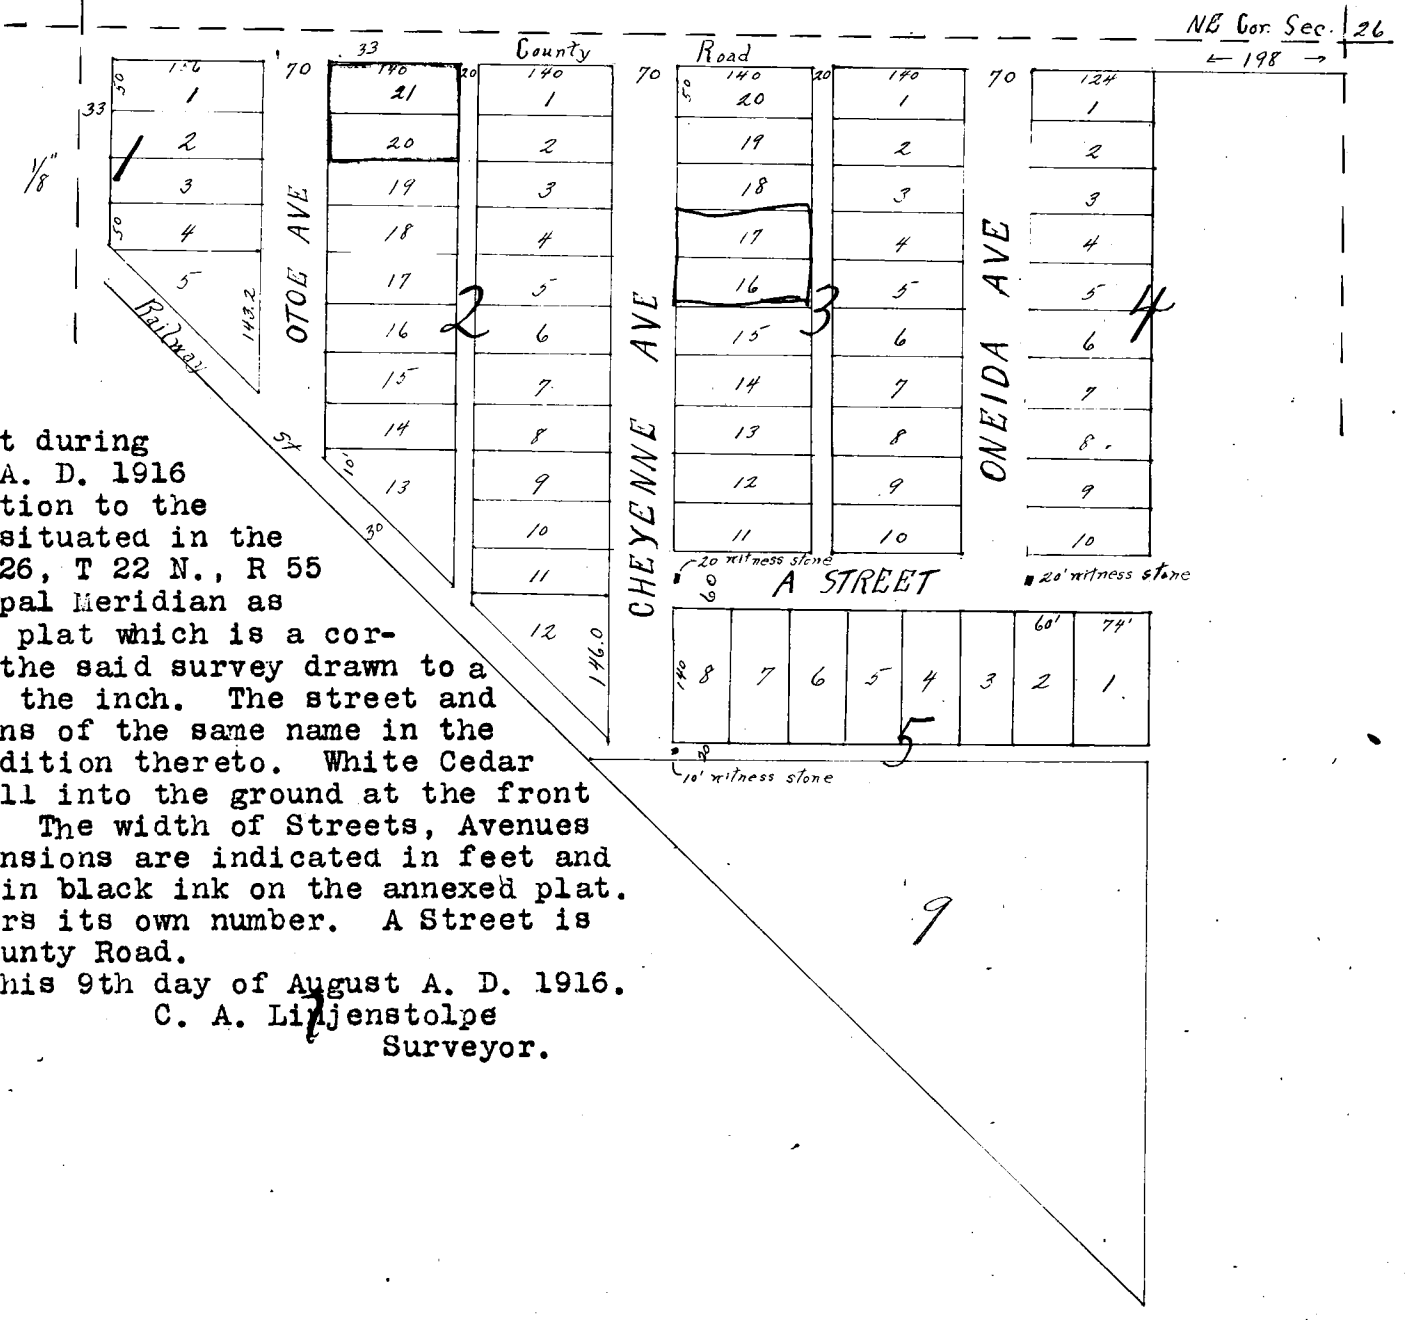 NE Cor. Sec. 26
← 198 →
33 County Road
156 70 140 20 140 70 140 20 140 70 124
33
1/8"
50
1
2
3
4
5
50
143.2
1
OTOE AVE
21
20
19
18
17
16
15
14
13
10'
2
1
2
3
4
5
6
7
8
9
10
11
12
146.0
CHEYENNE AVE
50
20
19
18
17
16
15
14
13
12
11
3
1
2
3
4
5
6
7
8
9
10
ONEIDA AVE
1
2
3
4
5
6
7
8
9
10
4
Railway St
30
20 witness stone
60
A STREET
20' witness stone
60' 74'
140 8 7 6 5 4 3 2 1
5
10' witness stone
9
t during
A. D. 1916
tion to the
situated in the
26, T 22 N., R 55
pal Meridian as
plat which is a cor-
the said survey drawn to a
the inch. The street and
ns of the same name in the
dition thereto. White Cedar
ll into the ground at the front
The width of Streets, Avenues
nsions are indicated in feet and
in black ink on the annexed plat.
rs its own number. A Street is
unty Road.
his 9th day of August A. D. 1916.
C. A. Liljenstolpe
Surveyor.